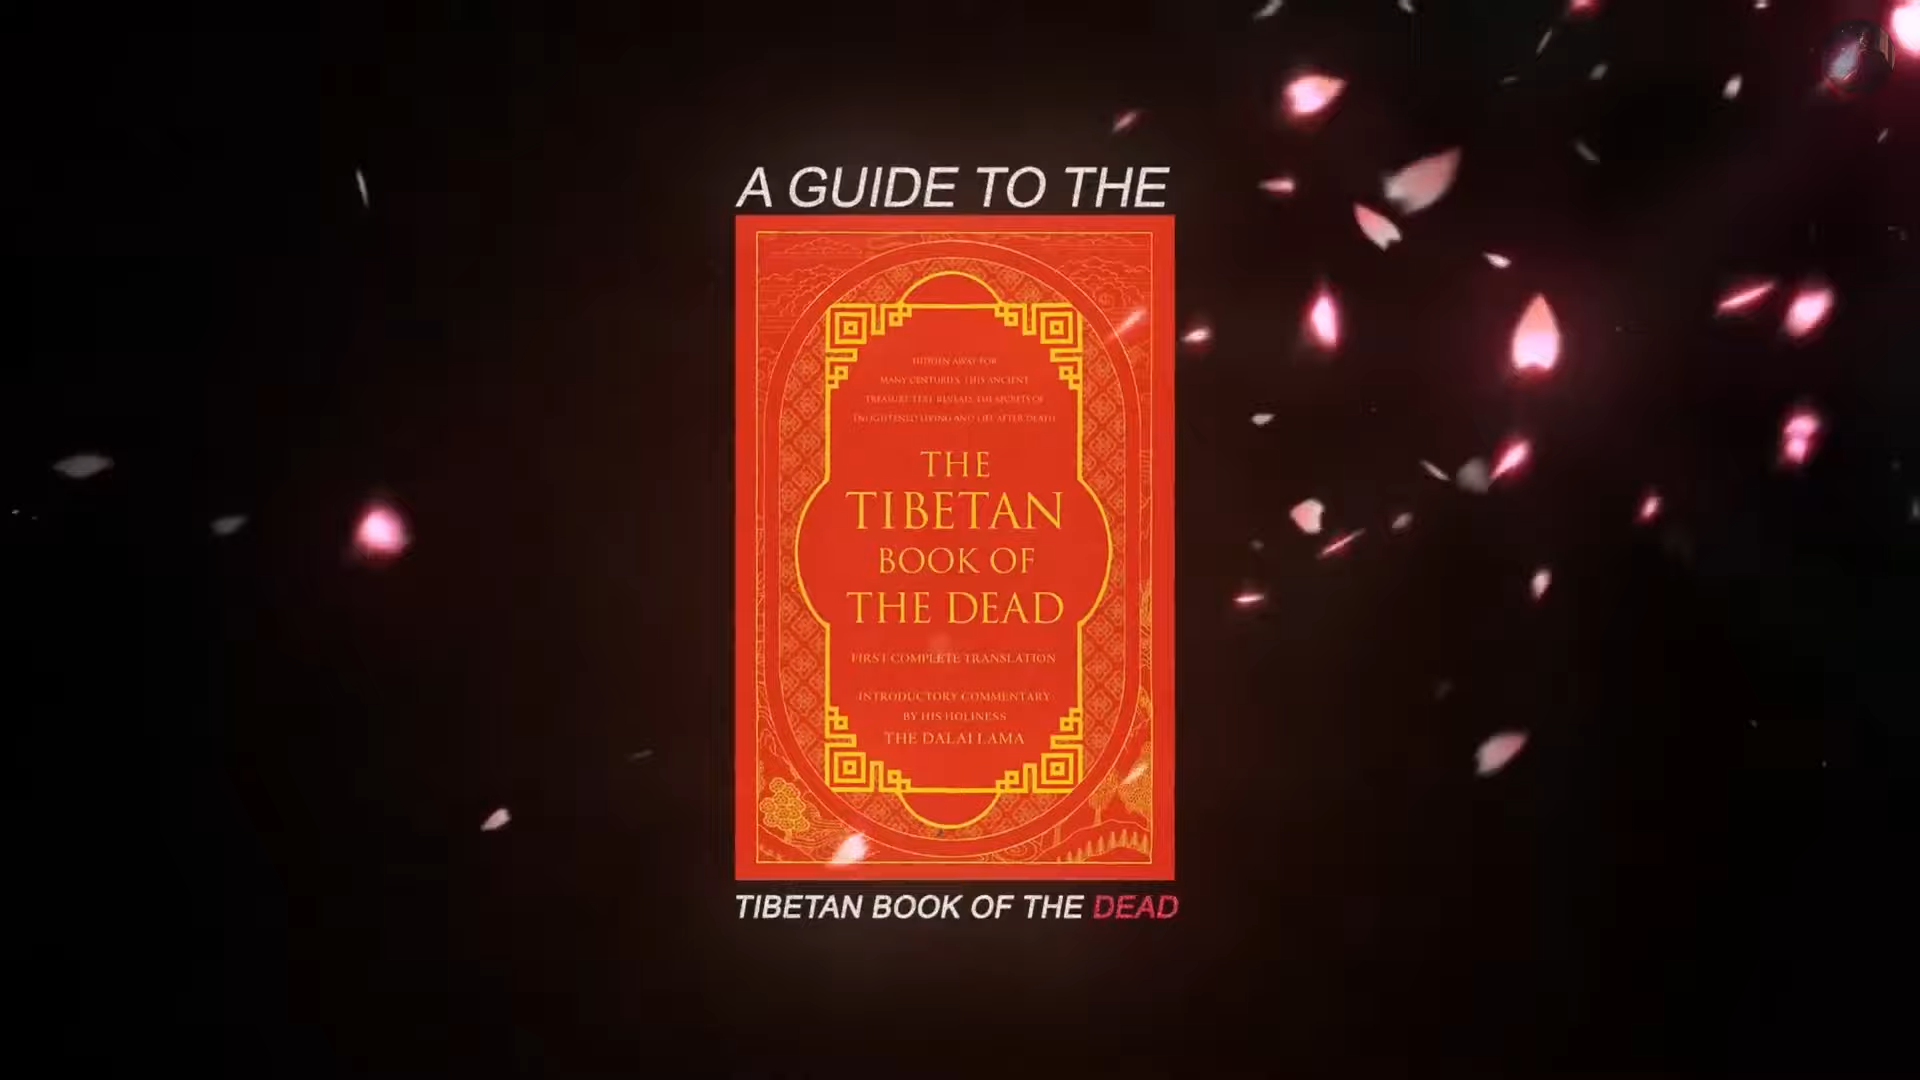 A GUIDE TO THE
HIDDEN AWAY FOR
MANY CENTURIES, THIS ANCIENT
TREASURE TEXT REVEALS THE SECRETS OF
ENLIGHTENED LIVING AND LIFE AFTER DEATH
THE
TIBETAN
BOOK OF
THE DEAD
FIRST COMPLETE TRANSLATION
INTRODUCTORY COMMENTARY
BY HIS HOLINESS
THE DALAI LAMA
TIBETAN BOOK OF THE DEAD